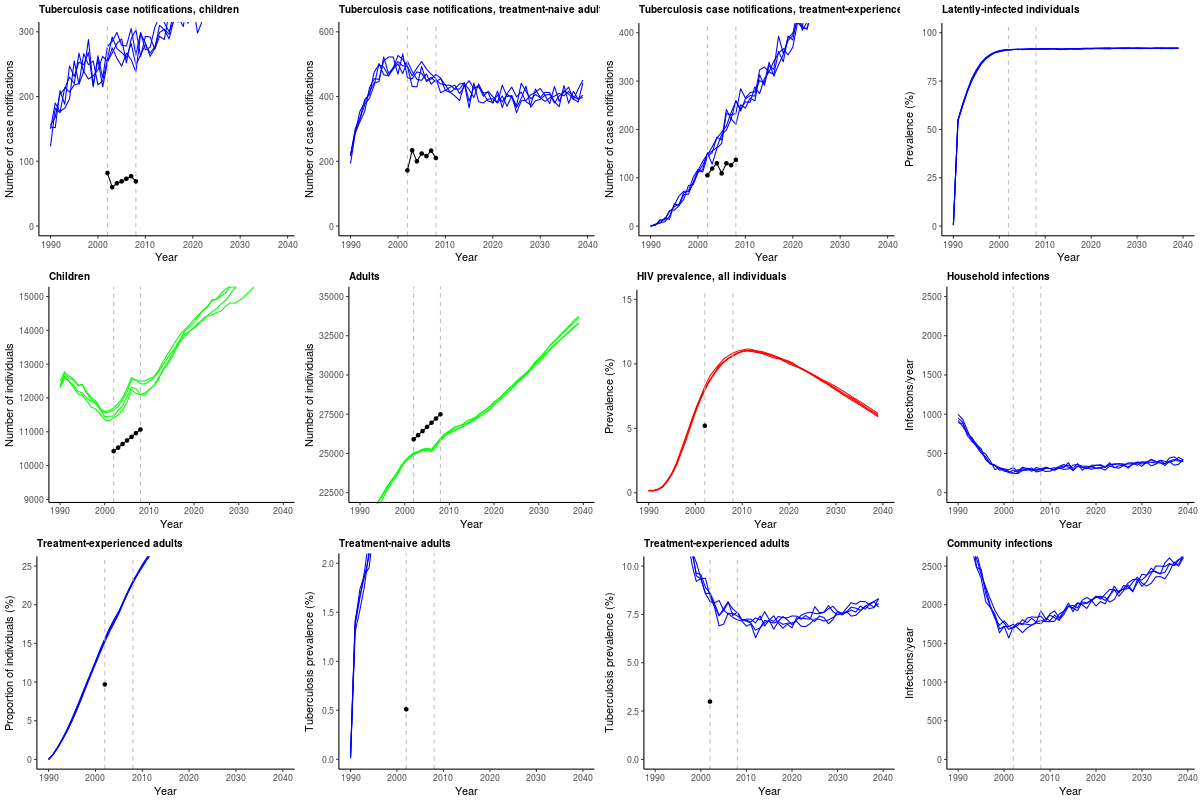 Tuberculosis case notifications, children
Number of case notifications
300
200
100
0
1990 2000 2010 2020 2030 2040
Year
Tuberculosis case notifications, treatment-naive adult
Number of case notifications
600
400
200
0
1990 2000 2010 2020 2030 2040
Year
Tuberculosis case notifications, treatment-experience
Number of case notifications
400
300
200
100
0
1990 2000 2010 2020 2030 2040
Year
Latently-infected individuals
Prevalence (%)
100
75
50
25
0
1990 2000 2010 2020 2030 2040
Year
Children
Number of individuals
15000
14000
13000
12000
11000
10000
9000
1990 2000 2010 2020 2030 2040
Year
Adults
Number of individuals
35000
32500
30000
27500
25000
22500
1990 2000 2010 2020 2030 2040
Year
HIV prevalence, all individuals
Prevalence (%)
15
10
5
0
1990 2000 2010 2020 2030 2040
Year
Household infections
Infections/year
2500
2000
1500
1000
500
0
1990 2000 2010 2020 2030 2040
Year
Treatment-experienced adults
Proportion of individuals (%)
25
20
15
10
5
0
1990 2000 2010 2020 2030 2040
Year
Treatment-naive adults
Tuberculosis prevalence (%)
2.0
1.5
1.0
0.5
0.0
1990 2000 2010 2020 2030 2040
Year
Treatment-experienced adults
Tuberculosis prevalence (%)
10.0
7.5
5.0
2.5
0.0
1990 2000 2010 2020 2030 2040
Year
Community infections
Infections/year
2500
2000
1500
1000
500
0
1990 2000 2010 2020 2030 2040
Year